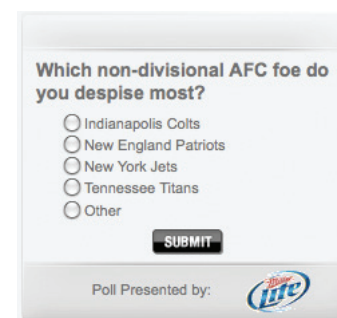 Which non-divisional AFC foe do
you despise most?
Indianapolis Colts
New England Patriots
New York Jets
Tennessee Titans
Other
SUBMIT
Poll Presented by:
Miller
Lite